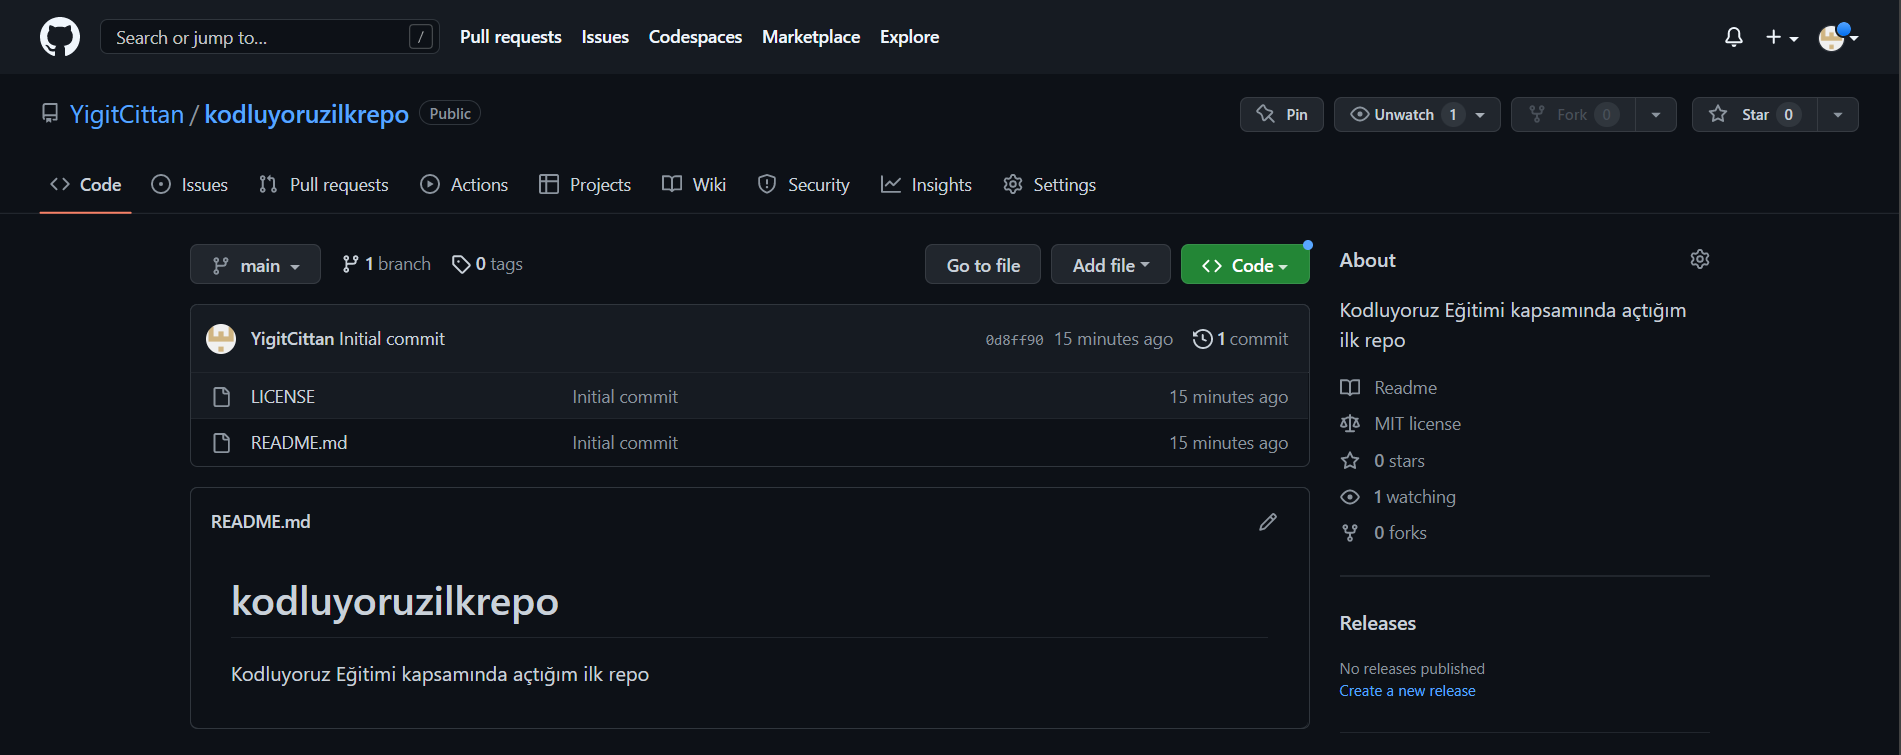 Search or jump to... /
Pull requests Issues Codespaces Marketplace Explore
YigitCittan / kodluyoruzilkrepo Public
Pin Unwatch 1 Fork 0 Star 0
Code Issues Pull requests Actions Projects Wiki Security Insights Settings
main 1 branch 0 tags
Go to file Add file Code
YigitCittan Initial commit 0d8ff90 15 minutes ago 1 commit
LICENSE Initial commit 15 minutes ago
README.md Initial commit 15 minutes ago
README.md
kodluyoruzilkrepo
Kodluyoruz Eğitimi kapsamında açtığım ilk repo
About
Kodluyoruz Eğitimi kapsamında açtığım
ilk repo
Readme
MIT license
0 stars
1 watching
0 forks
Releases
No releases published
Create a new release